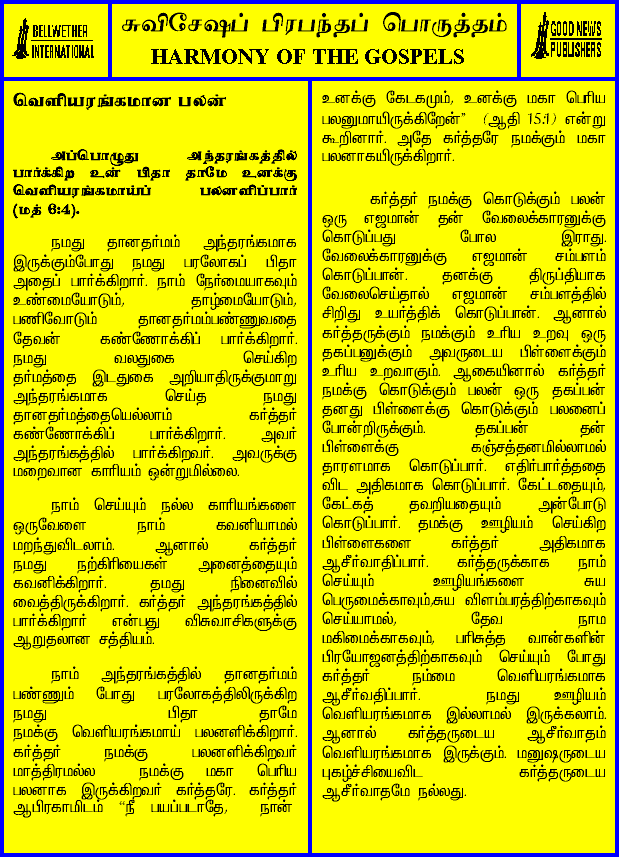 BELLWETHER
INTERNATIONAL
சுவிசேஷப் பிரபந்தப் பொருத்தம்
HARMONY OF THE GOSPELS
GOOD NEWS
PUBLISHERS
வெளியரங்கமான பலன்
அப்பொழுது அந்தரங்கத்தில்
பார்க்கிற உன் பிதா தாமே உனக்கு
வெளியரங்கமாய்ப் பலனளிப்பார்
(மத் 6:4).
நமது தானதர்மம் அந்தரங்கமாக
இருக்கும்போது நமது பரலோகப் பிதா
அதைப் பார்க்கிறார். நாம் நேர்மையாகவும்
உண்மையோடும், தாழ்மையோடும்,
பணிவோடும் தானதர்மம்பண்ணுவதை
தேவன் கண்ணோக்கிப் பார்க்கிறார்.
நமது வலதுகை செய்கிற
தர்மத்தை இடதுகை அறியாதிருக்குமாறு
அந்தரங்கமாக செய்த நமது
தானதர்மத்தையெல்லாம் கர்த்தர்
கண்ணோக்கிப் பார்க்கிறார். அவர்
அந்தரங்கத்தில் பார்க்கிறவர். அவருக்கு
மறைவான காரியம் ஒன்றுமில்லை.
நாம் செய்யும் நல்ல காரியங்களை
ஒருவேளை நாம் கவனியாமல்
மறந்துவிடலாம். ஆனால் கர்த்தர்
நமது நற்கிரியைகள் அனைத்தையும்
கவனிக்கிறார். தமது நினைவில்
வைத்திருக்கிறார். கர்த்தர் அந்தரங்கத்தில்
பார்க்கிறார் என்பது விசுவாசிகளுக்கு
ஆறுதலான சத்தியம்.
நாம் அந்தரங்கத்தில் தானதர்மம்
பண்ணும் போது பரலோகத்திலிருக்கிற
நமது பிதா தாமே
நமக்கு வெளியரங்கமாய் பலனளிக்கிறார்.
கர்த்தர் நமக்கு பலனளிக்கிறவர்
மாத்திரமல்ல நமக்கு மகா பெரிய
பலனாக இருக்கிறவர் கர்த்தரே. கர்த்தர்
ஆபிரகாமிடம் “நீ பயப்படாதே, நான்
உனக்கு கேடகமும், உனக்கு மகா பெரிய
பலனுமாயிருக்கிறேன்” (ஆதி 15:1) என்று
கூறினார். அதே கர்த்தரே நமக்கும் மகா
பலனாகயிருக்கிறார்.
கர்த்தர் நமக்கு கொடுக்கும் பலன்
ஒரு எஜமான் தன் வேலைக்காரனுக்கு
கொடுப்பது போல இராது.
வேலைக்காரனுக்கு எஜமான் சம்பளம்
கொடுப்பான். தனக்கு திருப்தியாக
வேலைசெய்தால் எஜமான் சம்பளத்தில்
சிறிது உயர்த்திக் கொடுப்பான். ஆனால்
கர்த்தருக்கும் நமக்கும் உரிய உறவு ஒரு
தகப்பனுக்கும் அவருடைய பிள்ளைக்கும்
உரிய உறவாகும். ஆகையினால் கர்த்தர்
நமக்கு கொடுக்கும் பலன் ஒரு தகப்பன்
தனது பிள்ளைக்கு கொடுக்கும் பலனைப்
போன்றிருக்கும். தகப்பன் தன்
பிள்ளைக்கு கஞ்சத்தனமில்லாமல்
தாரளமாக கொடுப்பார். எதிர்பார்த்ததை
விட அதிகமாக கொடுப்பார். கேட்டதையும்,
கேட்கத் தவறியதையும் அன்போடு
கொடுப்பார். தமக்கு ஊழியம் செய்கிற
பிள்ளைகளை கர்த்தர் அதிகமாக
ஆசீர்வாதிப்பார். கர்த்தருக்காக நாம்
செய்யும் ஊழியங்களை சுய
பெருமைக்காவும்,சுய விளம்பரத்திற்காகவும்
செய்யாமல், தேவ நாம
மகிமைக்காகவும், பரிசுத்த வான்களின்
பிரயோஜனத்திற்காகவும் செய்யும் போது
கர்த்தர் நம்மை வெளியரங்கமாக
ஆசீர்வதிப்பார். நமது ஊழியம்
வெளியரங்கமாக இல்லாமல் இருக்கலாம்.
ஆனால் கர்த்தருடைய ஆசீர்வாதம்
வெளியரங்கமாக இருக்கும். மனுஷருடைய
புகழ்ச்சியைவிட கர்த்தருடைய
ஆசீர்வாதமே நல்லது.